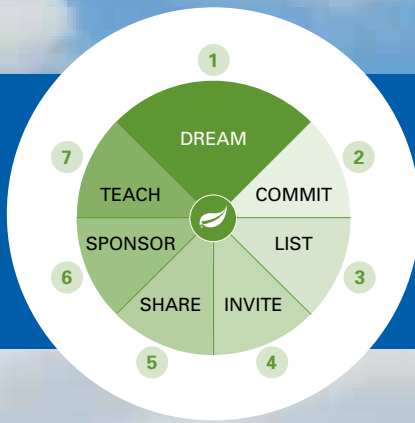 1
DREAM
2
COMMIT
3
LIST
4
INVITE
5
SHARE
6
SPONSOR
7
TEACH